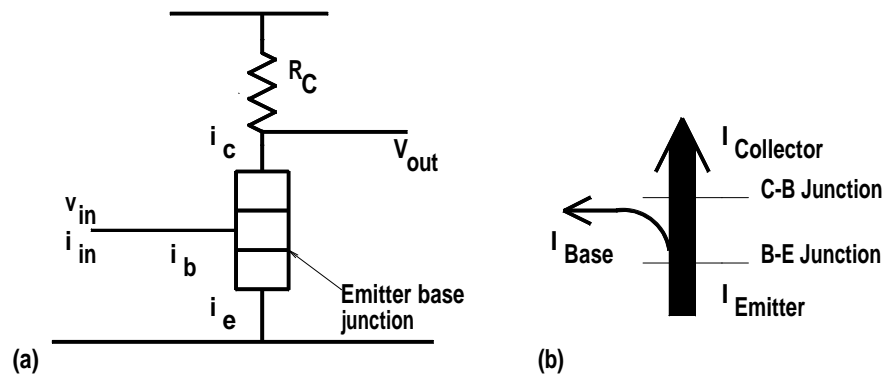 R C
i c
V out
v in
i in
i b
i e
Emitter base
junction
(a)
I Collector
C-B Junction
I Base
B-E Junction
I Emitter
(b)